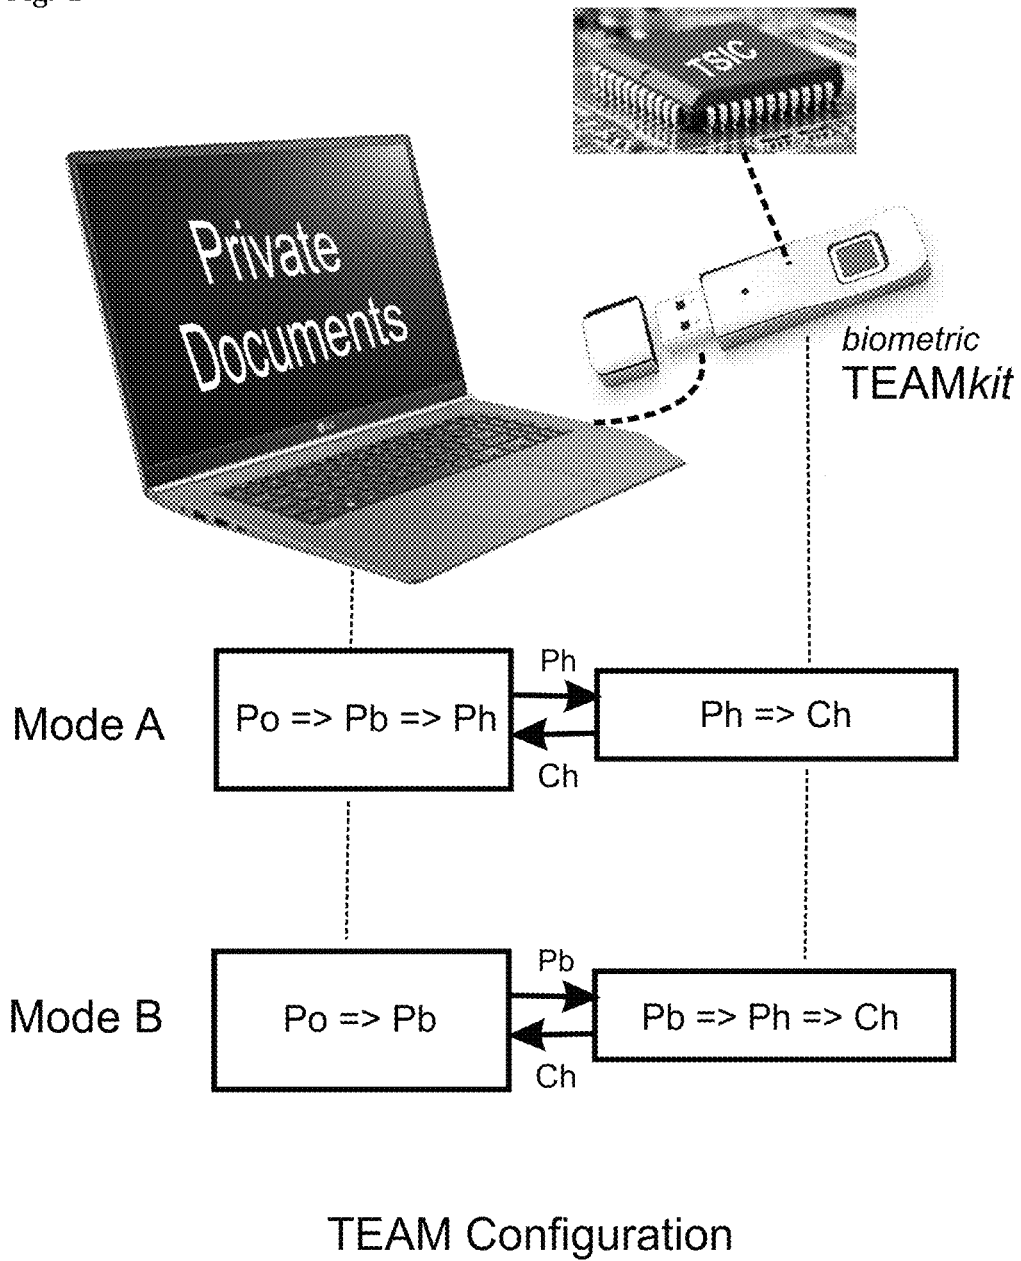 TSIC
Private
Documents
biometric
TEAMkit
Mode A
Po => Pb => Ph
Ph
Ch
Ph => Ch
Mode B
Po => Pb
Pb
Ch
Pb => Ph => Ch
TEAM Configuration